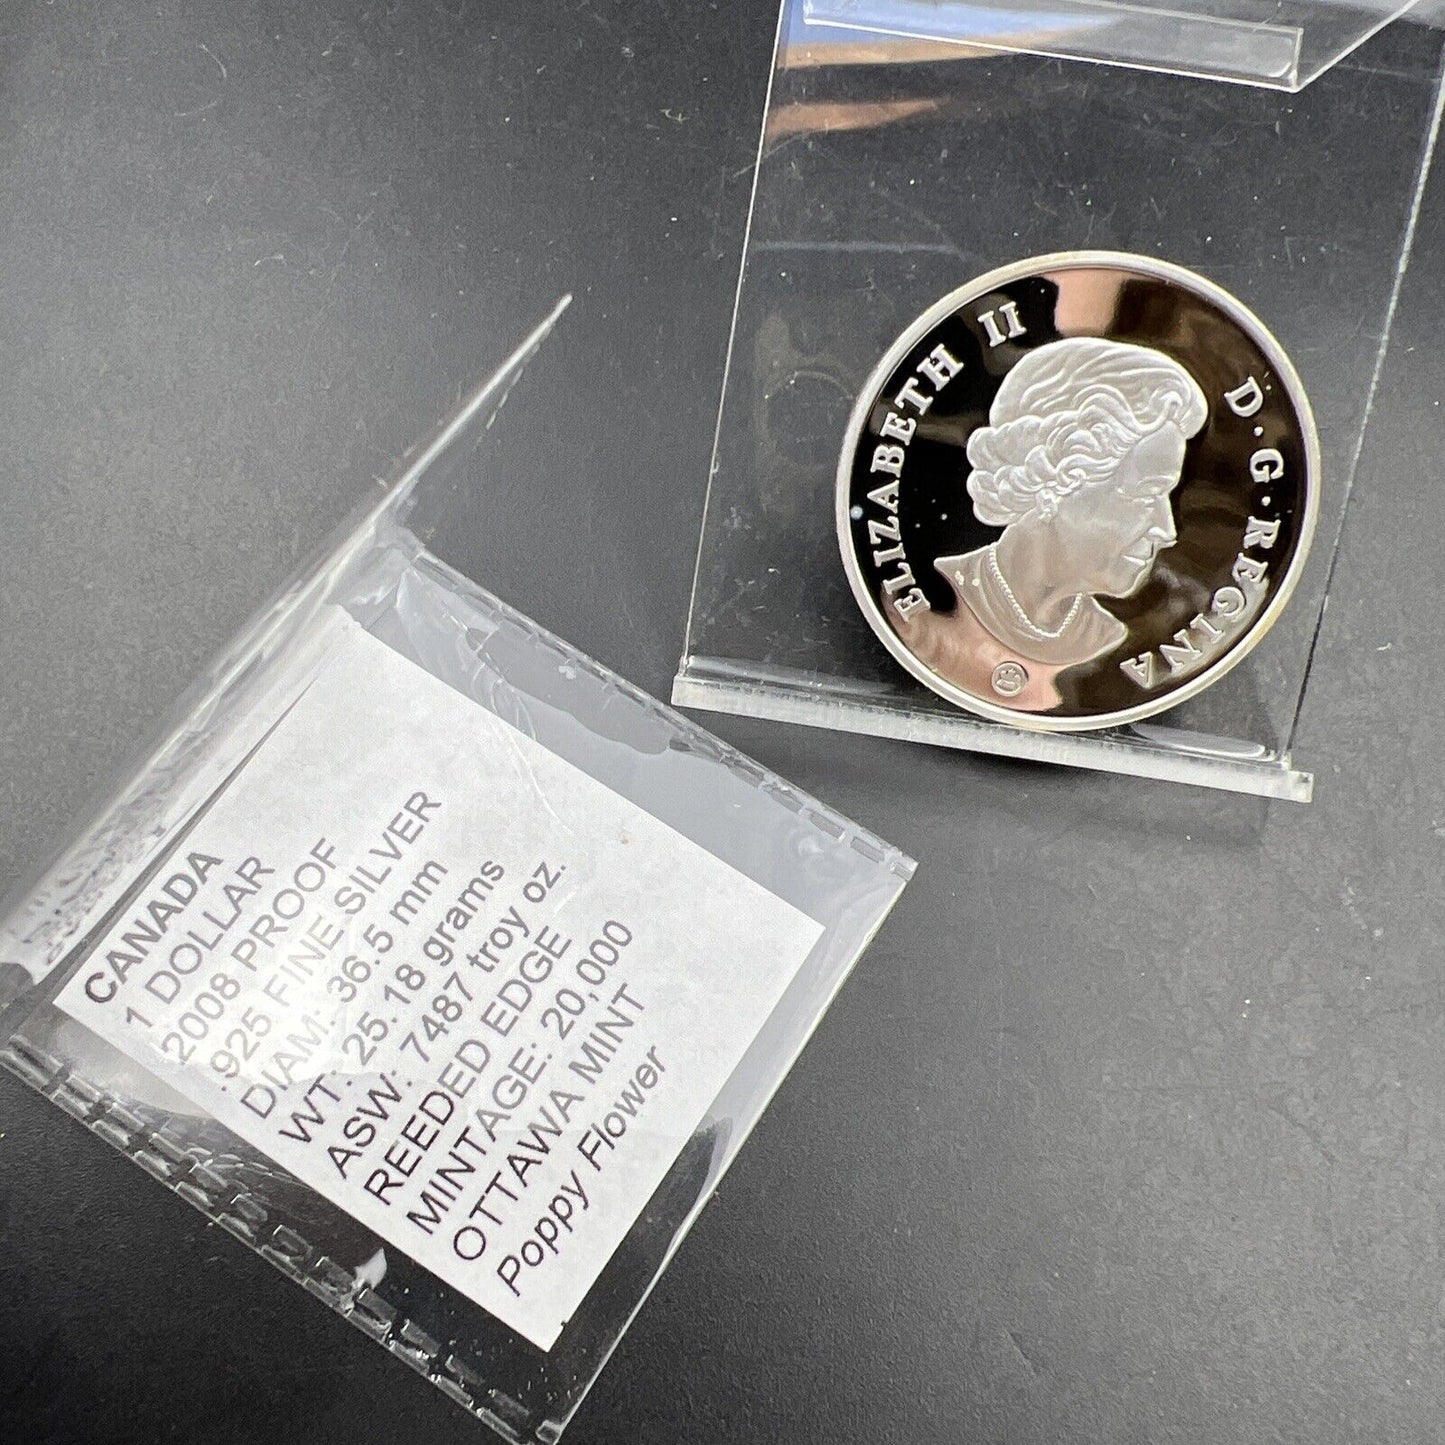 CANADA
1 DOLLAR
2008 PROOF
.925 FINE SILVER
DIAM: 36.5 mm
WT: 25.18 grams
ASW: 7487 troy oz.
REEDED EDGE
MINTAGE: 20,000
OTTAWA MINT
Poppy Flower
ELIZABETH II D·G·REGINA